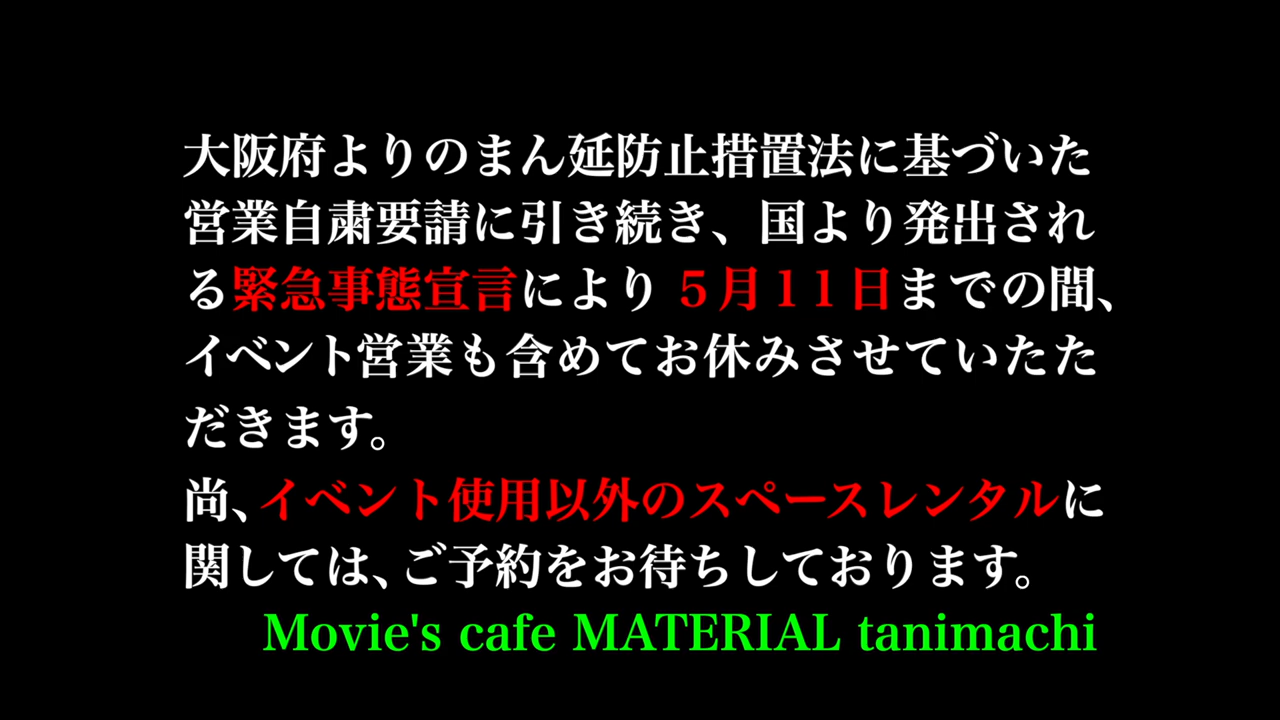 大阪府よりのまん延防止措置法に基づいた
営業自粛要請に引き続き、国より発出され
る緊急事態宣言により５月１１日までの間、
イベント営業も含めてお休みさせていたた
だきます。
尚、イベント使用以外のスペースレンタルに
関しては、ご予約をお待ちしております。
Movie's cafe MATERIAL tanimachi